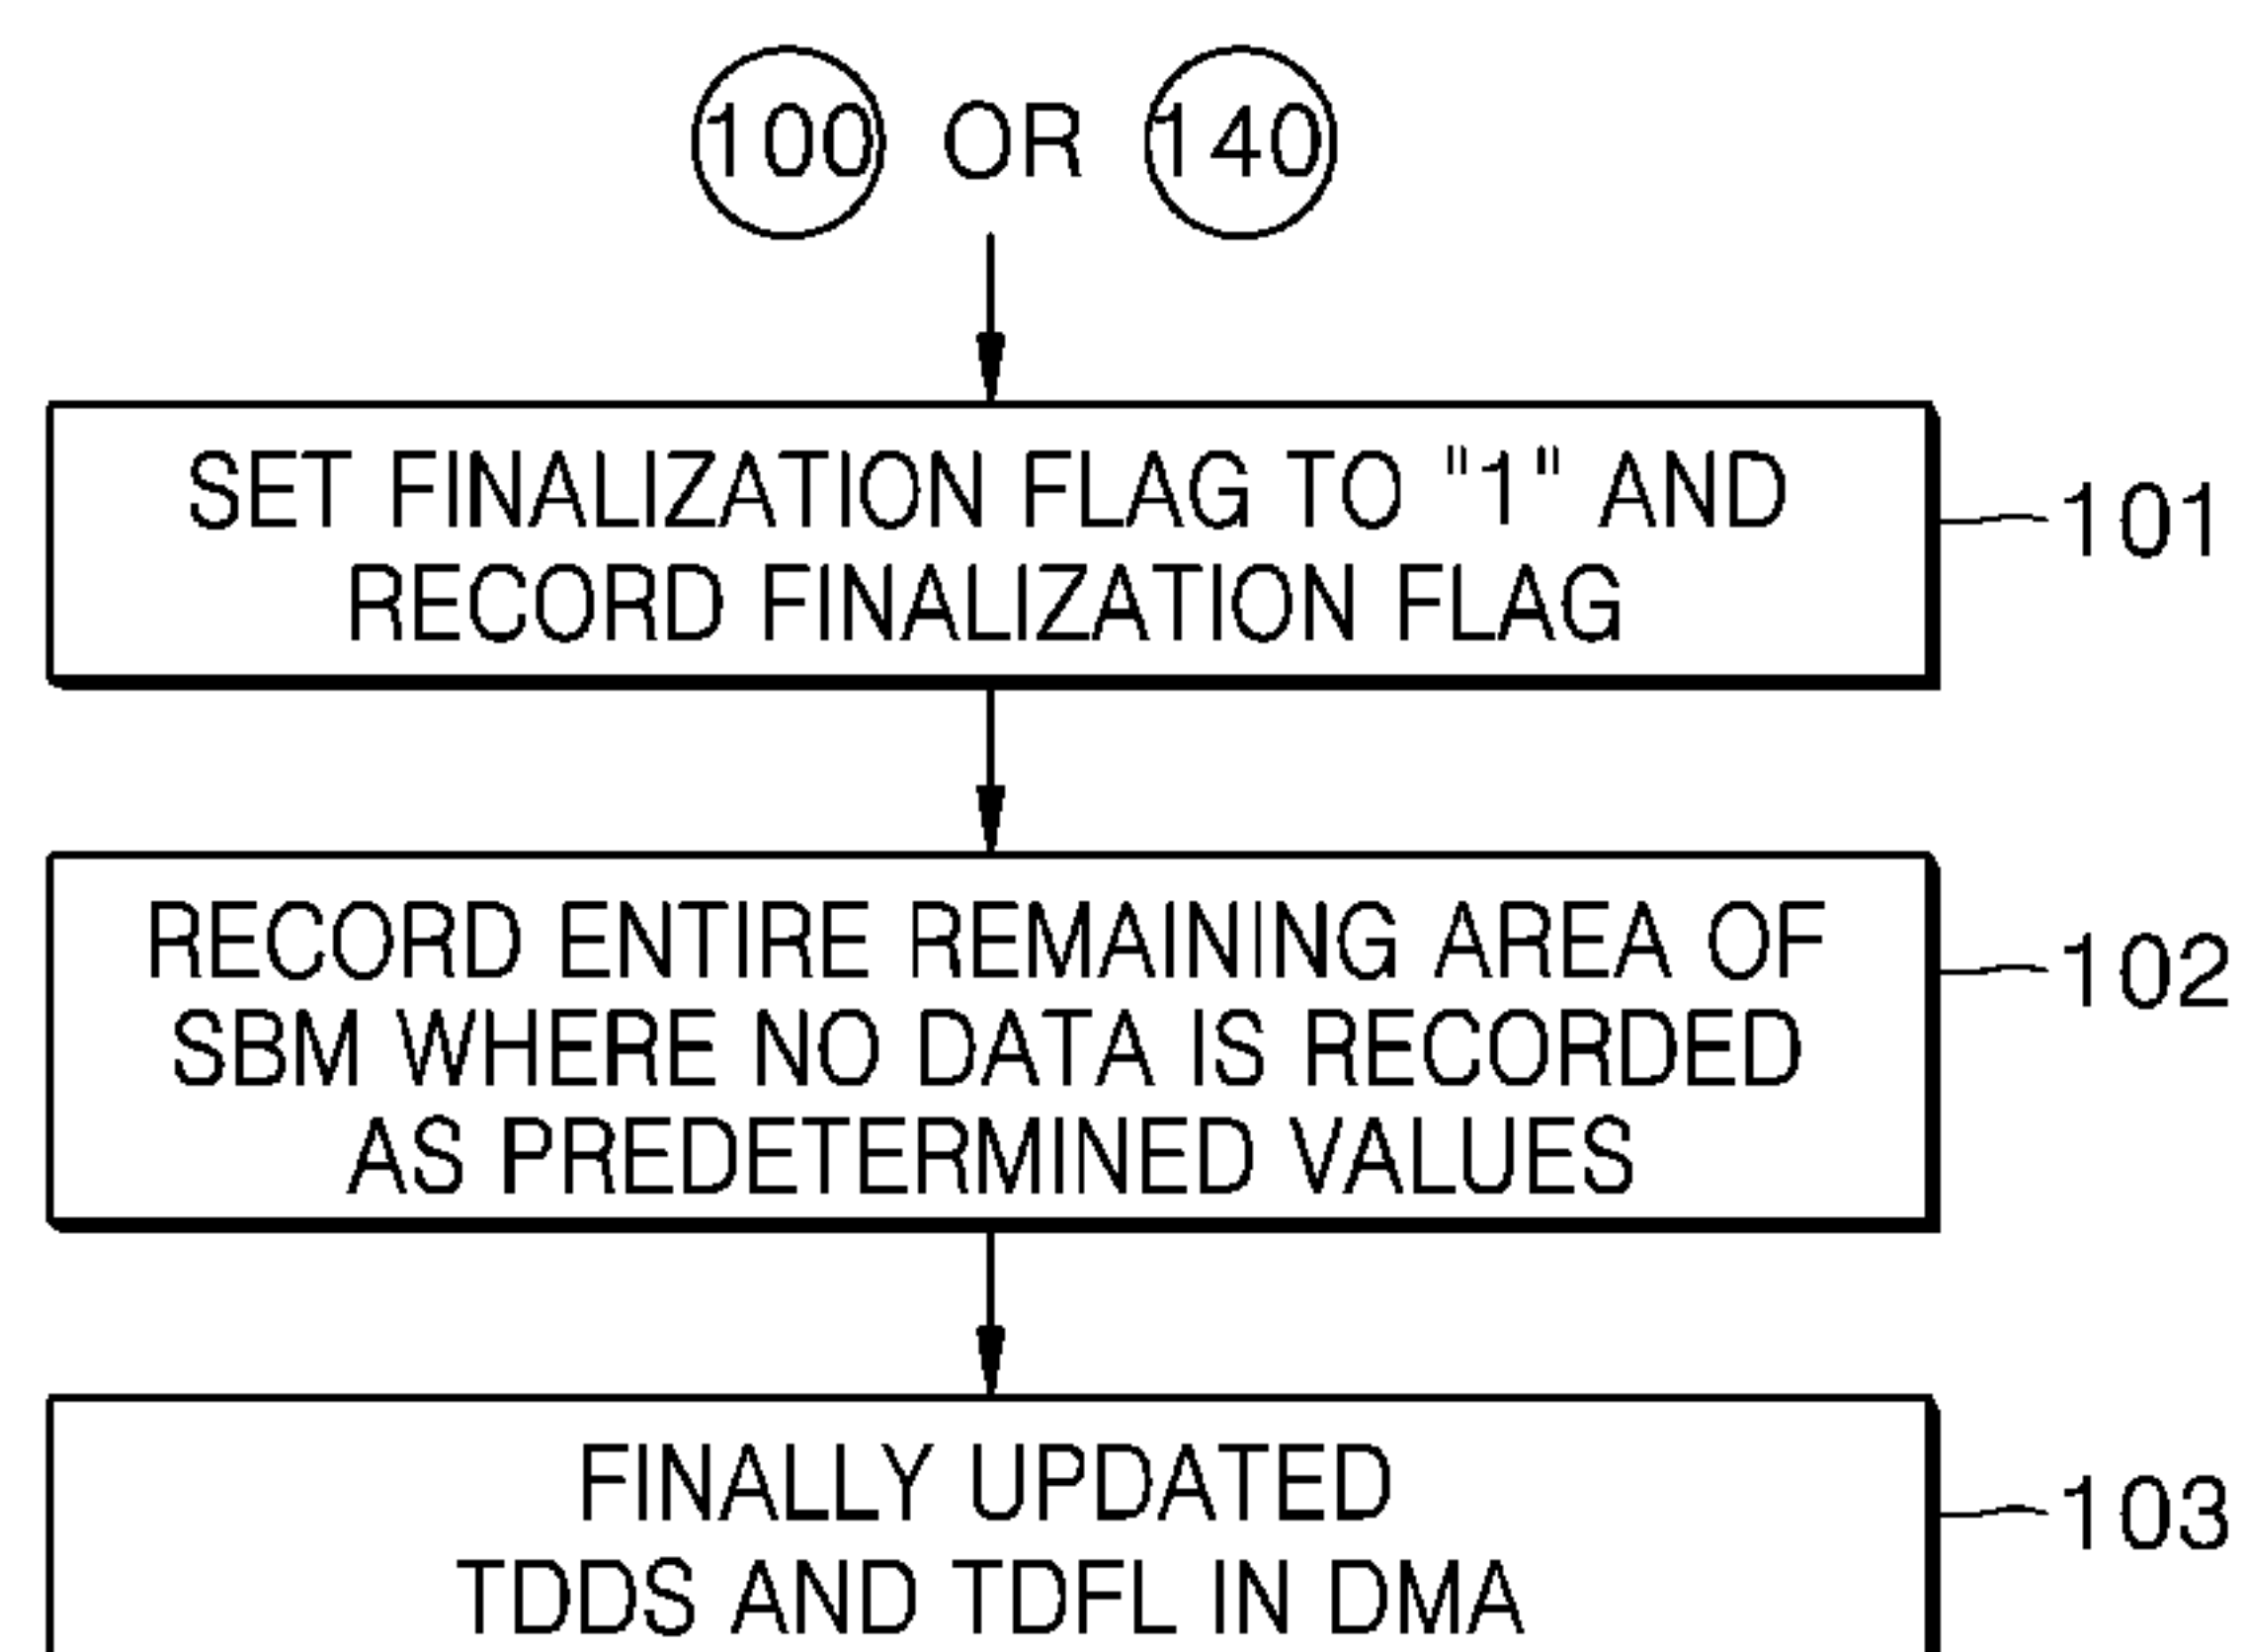 100 OR 140
SET FINALIZATION FLAG TO "1" AND
RECORD FINALIZATION FLAG
101
RECORD ENTIRE REMAINING AREA OF
SBM WHERE NO DATA IS RECORDED
AS PREDETERMINED VALUES
102
FINALLY UPDATED
TDDS AND TDFL IN DMA
103